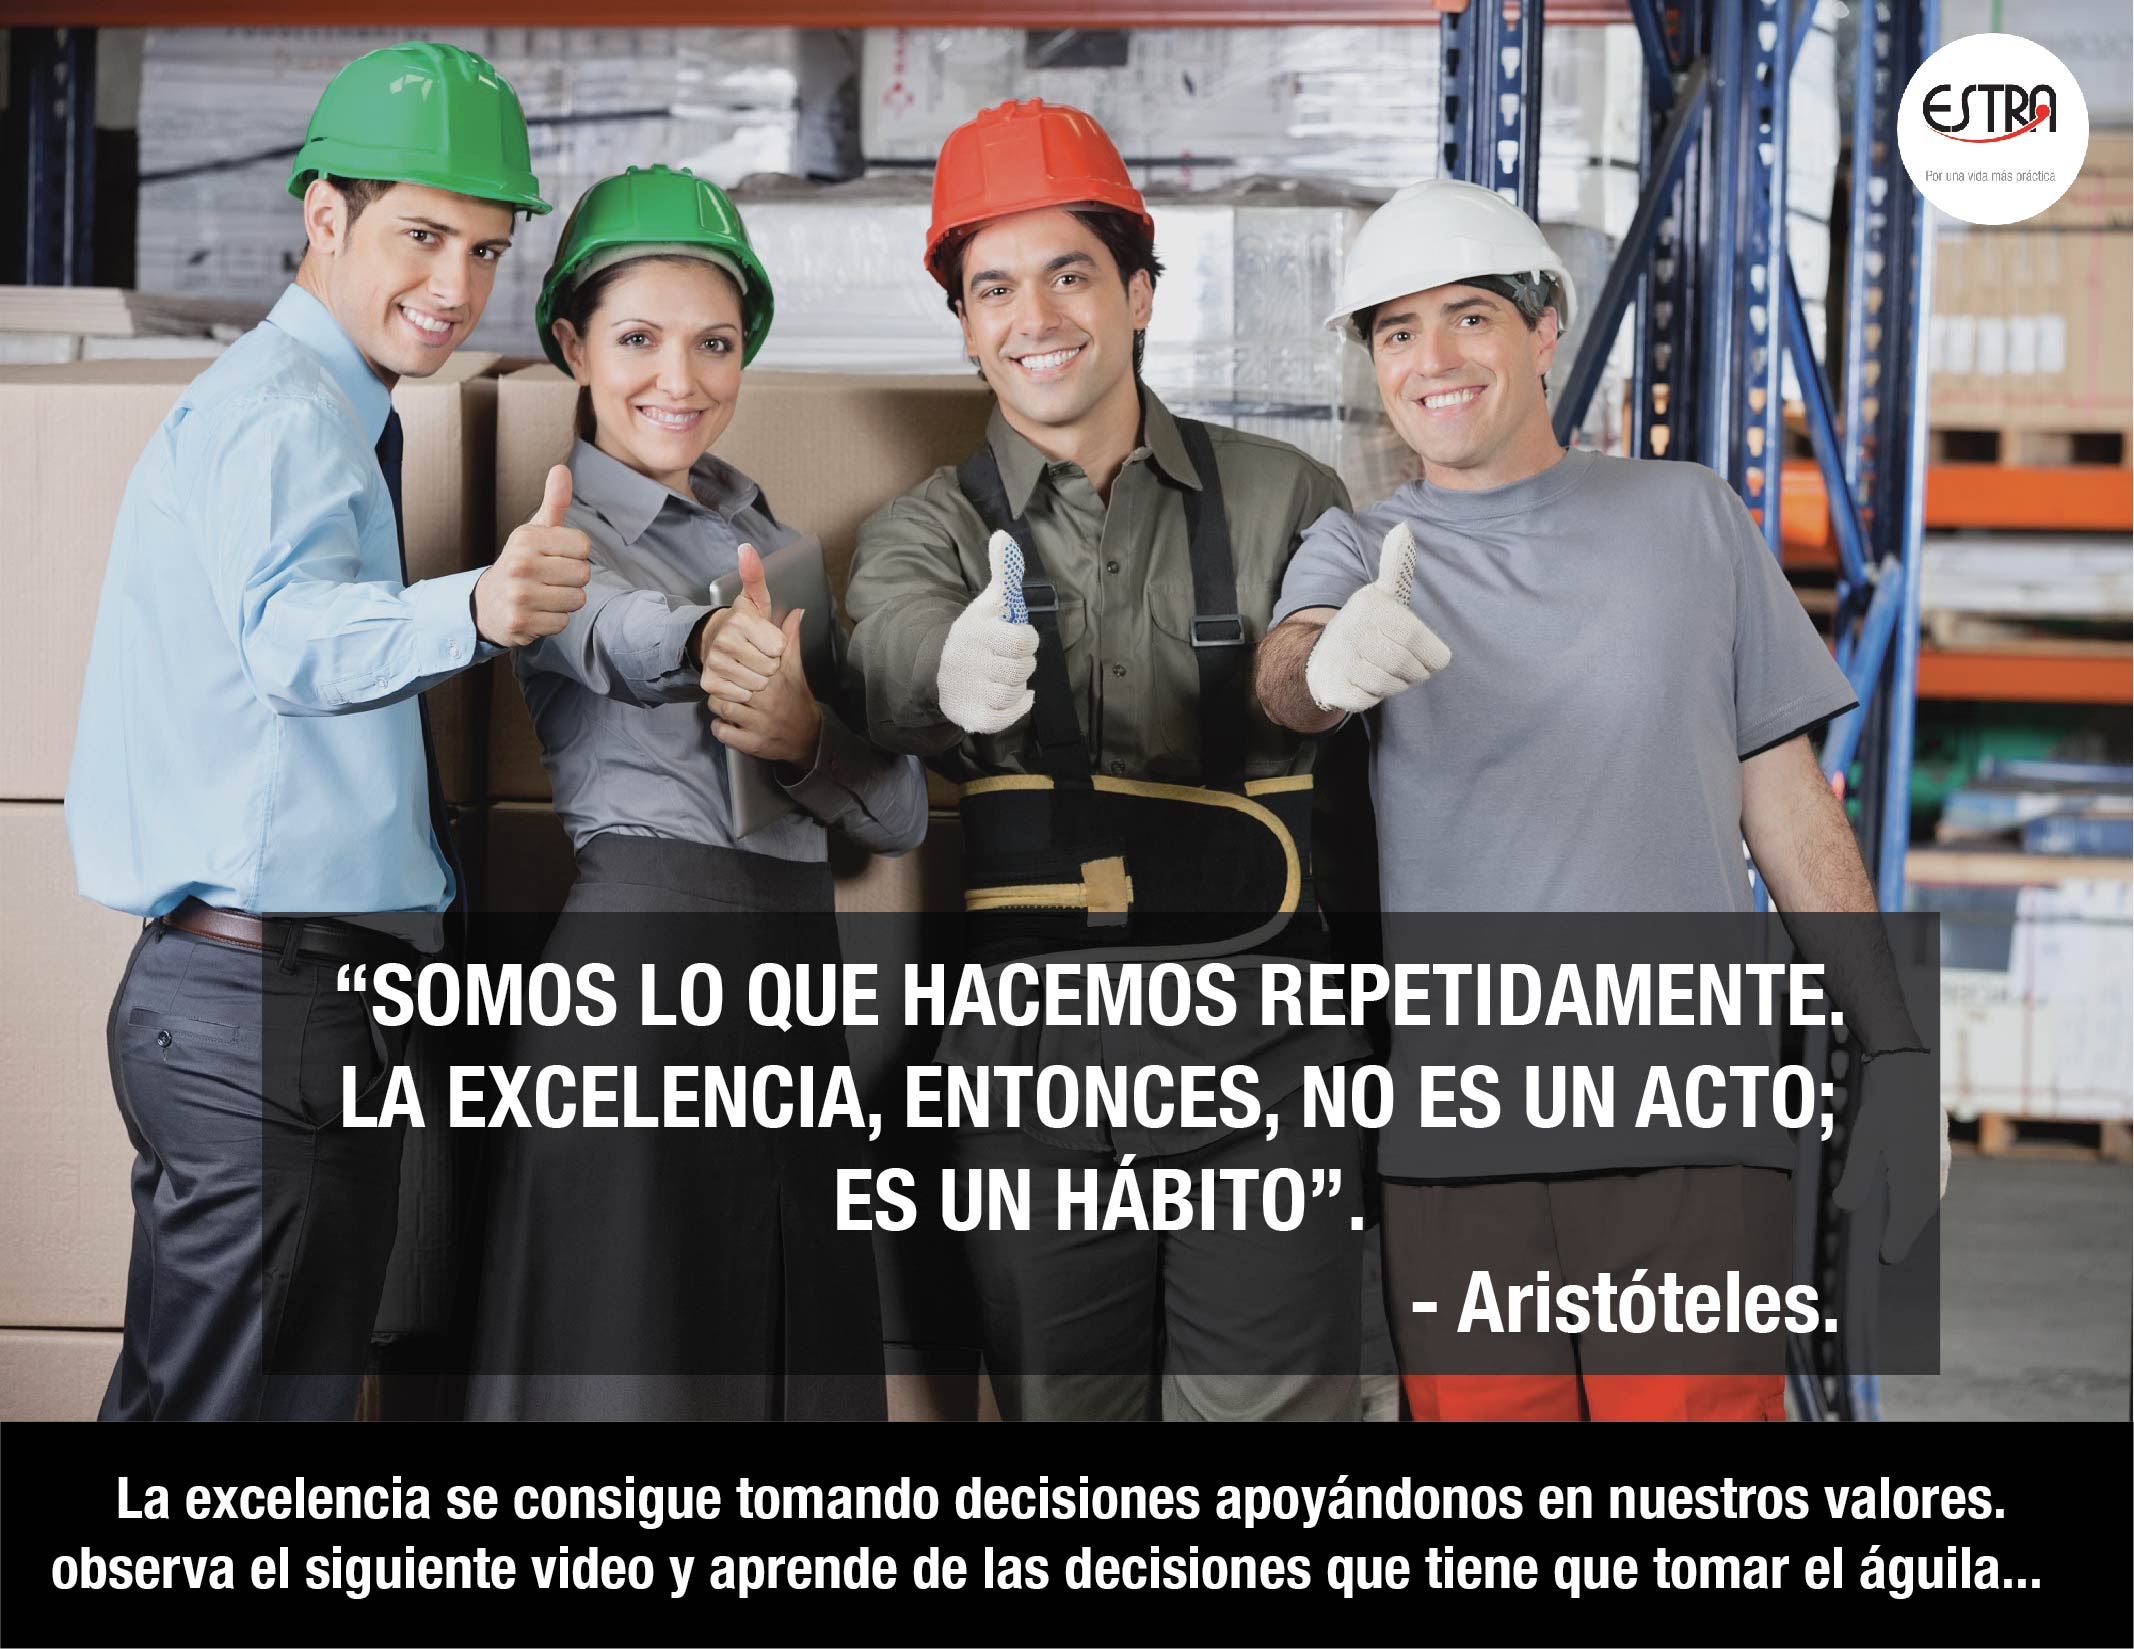 ESTRA
Por una vida más práctica
“SOMOS LO QUE HACEMOS REPETIDAMENTE.
LA EXCELENCIA, ENTONCES, NO ES UN ACTO;
ES UN HÁBITO”.
- Aristóteles.
La excelencia se consigue tomando decisiones apoyándonos en nuestros valores.
observa el siguiente video y aprende de las decisiones que tiene que tomar el águila...